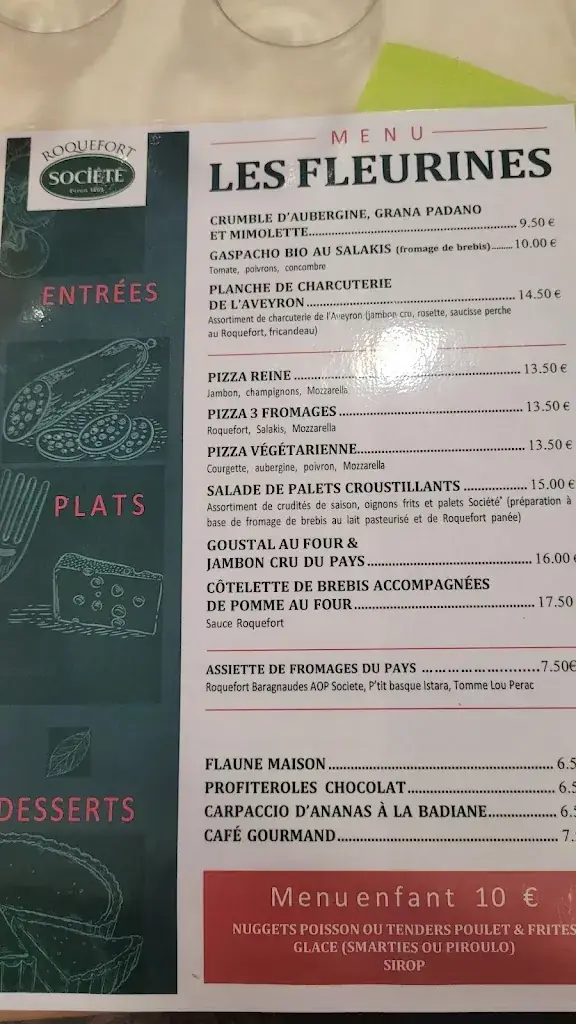 ROQUEFORT
SOCIÉTÉ
MENU
LES FLEURINES
ENTRÉES
CRUMBLE D'AUBERGINE, GRANA PADANO
ET MIMOLETTE.......... 9.50 €
GASPACHO BIO AU SALAKIS (fromage de brebis)........ 10.00 €
Tomate, poivrons, concombre
PLANCHE DE CHARCUTERIE
DE L'AVEYRON.......... 14.50 €
Assortiment de charcuterie de l'Aveyron (jambon cru, rosette, saucisse perche
au Roquefort, fricandeau)
PLATS
PIZZA REINE.......... 13.50 €
Jambon, champignons, Mozzarella
PIZZA 3 FROMAGES.......... 13.50 €
Roquefort, Salakis, Mozzarella
PIZZA VÉGÉTARIENNE.......... 13.50 €
Courgette, aubergine, poivron, Mozzarella
SALADE DE PALETS CROUSTILLANTS.......... 15.00 €
Assortiment de crudités de saison, oignons frits et palets Société* (préparation à
base de fromage de brebis au lait pasteurisé et de Roquefort panée)
GOUSTAL AU FOUR &
JAMBON CRU DU PAYS.......... 16.00 €
CÔTELETTE DE BREBIS ACCOMPAGNÉES
DE POMME AU FOUR.......... 17.50
Sauce Roquefort
ASSIETTE DE FROMAGES DU PAYS ..........7.50€
Roquefort Baragnaudes AOP Societe, P'tit basque Istara, Tomme Lou Perac
DESSERTS
FLAUNE MAISON.......... 6.5
PROFITEROLES CHOCOLAT.......... 6.5
CARPACCIO D'ANANAS À LA BADIANE.......... 6.
CAFÉ GOURMAND.......... 7.
Menu enfant 10 €
NUGGETS POISSON OU TENDERS POULET & FRITES
GLACE (SMARTIES OU PIROULO)
SIROP